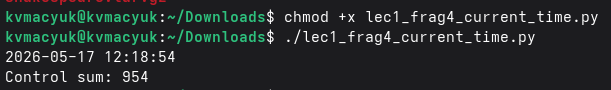 kvmacyuk@kvmacyuk:~/Downloads$ chmod +x lec1_frag4_current_time.py
kvmacyuk@kvmacyuk:~/Downloads$ ./lec1_frag4_current_time.py
2026-05-17 12:18:54
Control sum: 954